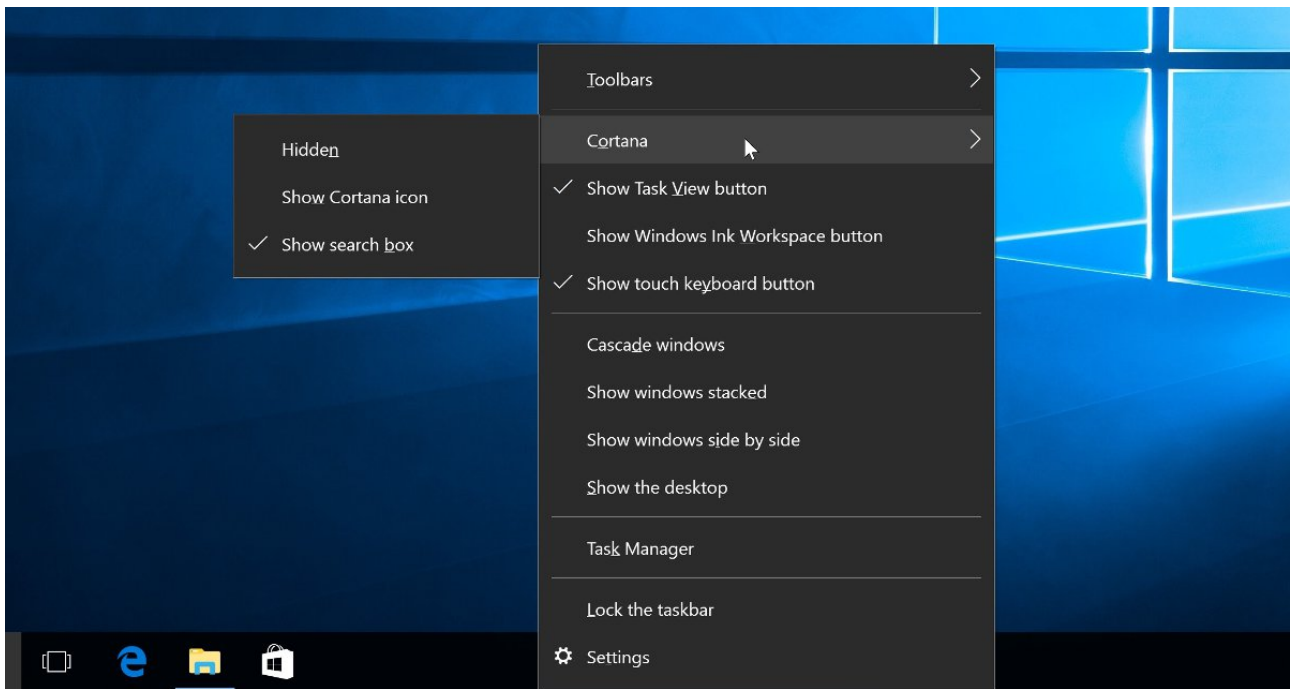 Toolbars
Cortana
Show Task View button
Show Windows Ink Workspace button
Show touch keyboard button
Cascade windows
Show windows stacked
Show windows side by side
Show the desktop
Task Manager
Lock the taskbar
Settings
Hidden
Show Cortana icon
Show search box